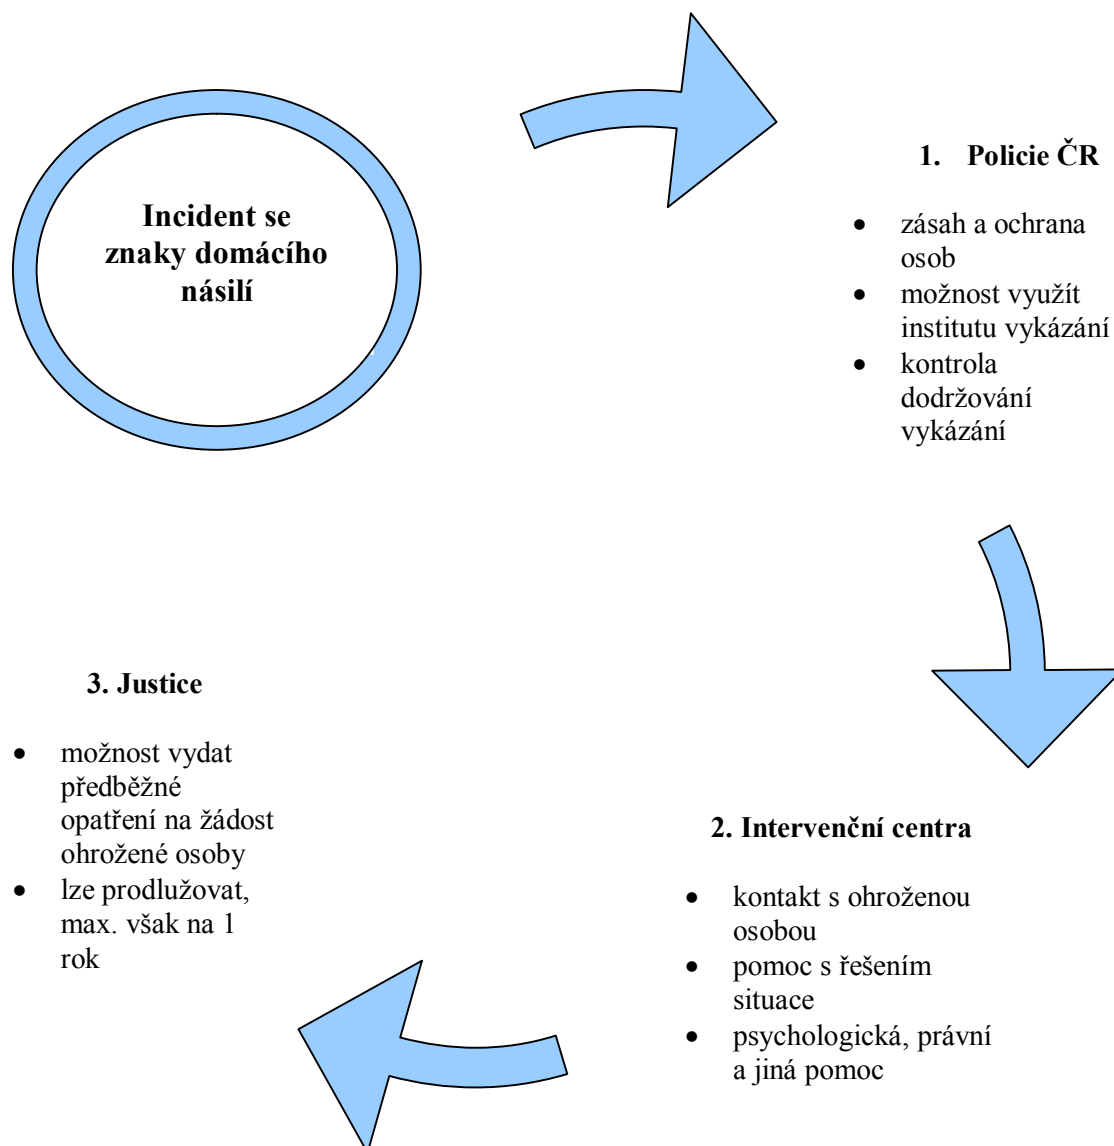 Incident se
znaky domácího
násilí
1. Policie ČR
• zásah a ochrana
osob
• možnost využít
institutu vykázání
• kontrola
dodržování
vykázání
2. Intervenční centra
• kontakt s ohroženou
osobou
• pomoc s řešením
situace
• psychologická, právní
a jiná pomoc
3. Justice
• možnost vydat
předběžné
opatření na žádost
ohrožené osoby
• lze prodlužovat,
max. však na 1
rok